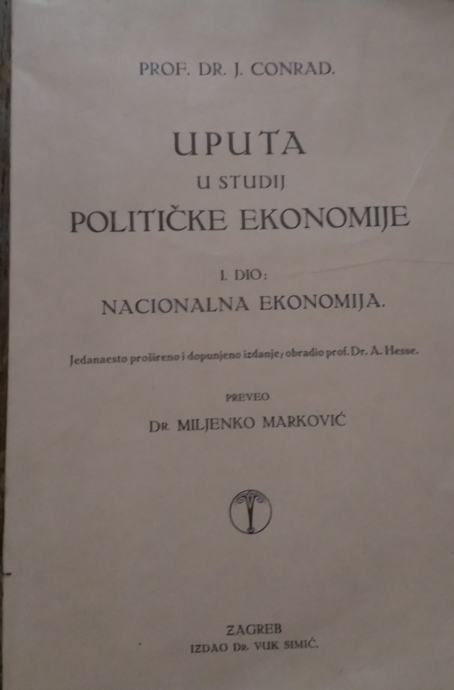 PROF. DR. J. CONRAD.
UPUTA
U STUDIJ
POLITIČKE EKONOMIJE
I. DIO:
NACIONALNA EKONOMIJA.
Jedanaesto prošireno i dopunjeno izdanje, obradio prof. Dr. A. Hesse.
PREVEO
DR. MILJENKO MARKOVIĆ
ZAGREB
IZDAO DR. VUK SIMIĆ.